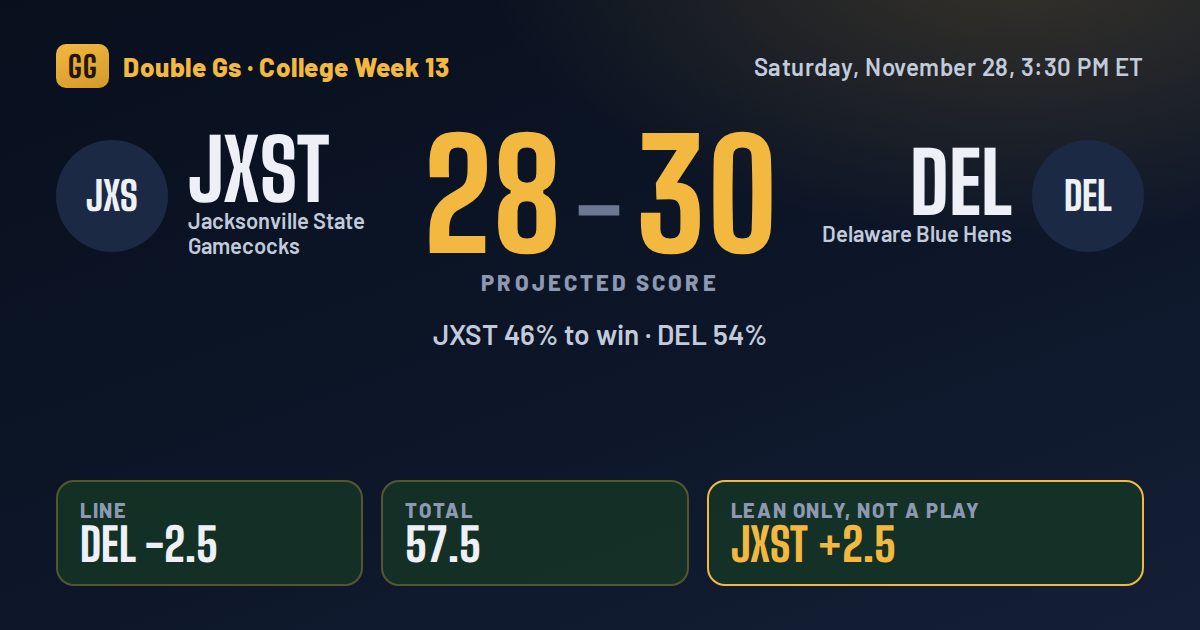 GG Double Gs · College Week 13
Saturday, November 28, 3:30 PM ET
JXS
JXST
Jacksonville State
Gamecocks
28 – 30
PROJECTED SCORE
JXST 46% to win · DEL 54%
DEL
Delaware Blue Hens
DEL
LINE
DEL −2.5
TOTAL
57.5
LEAN ONLY, NOT A PLAY
JXST +2.5